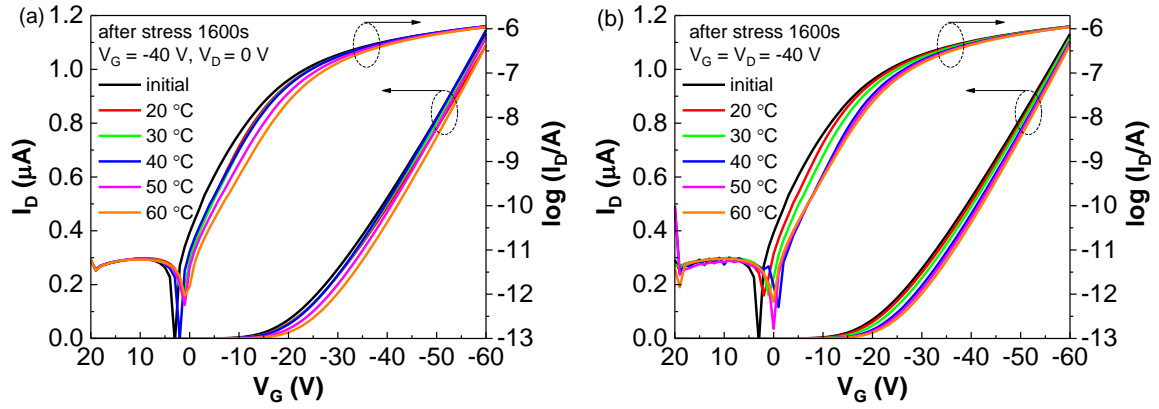 (a)
after stress 1600s
V_G = -40 V, V_D = 0 V
initial
20 °C
30 °C
40 °C
50 °C
60 °C
I_D (μA)
1.2
1.0
0.8
0.6
0.4
0.2
0.0
20 10 0 -10 -20 -30 -40 -50 -60
V_G (V)
-6
-7
-8
-9
-10
-11
-12
-13
log (I_D/A)
(b)
after stress 1600s
V_G = V_D = -40 V
initial
20 °C
30 °C
40 °C
50 °C
60 °C
I_D (μA)
1.2
1.0
0.8
0.6
0.4
0.2
0.0
20 10 0 -10 -20 -30 -40 -50 -60
V_G (V)
-6
-7
-8
-9
-10
-11
-12
-13
log (I_D/A)